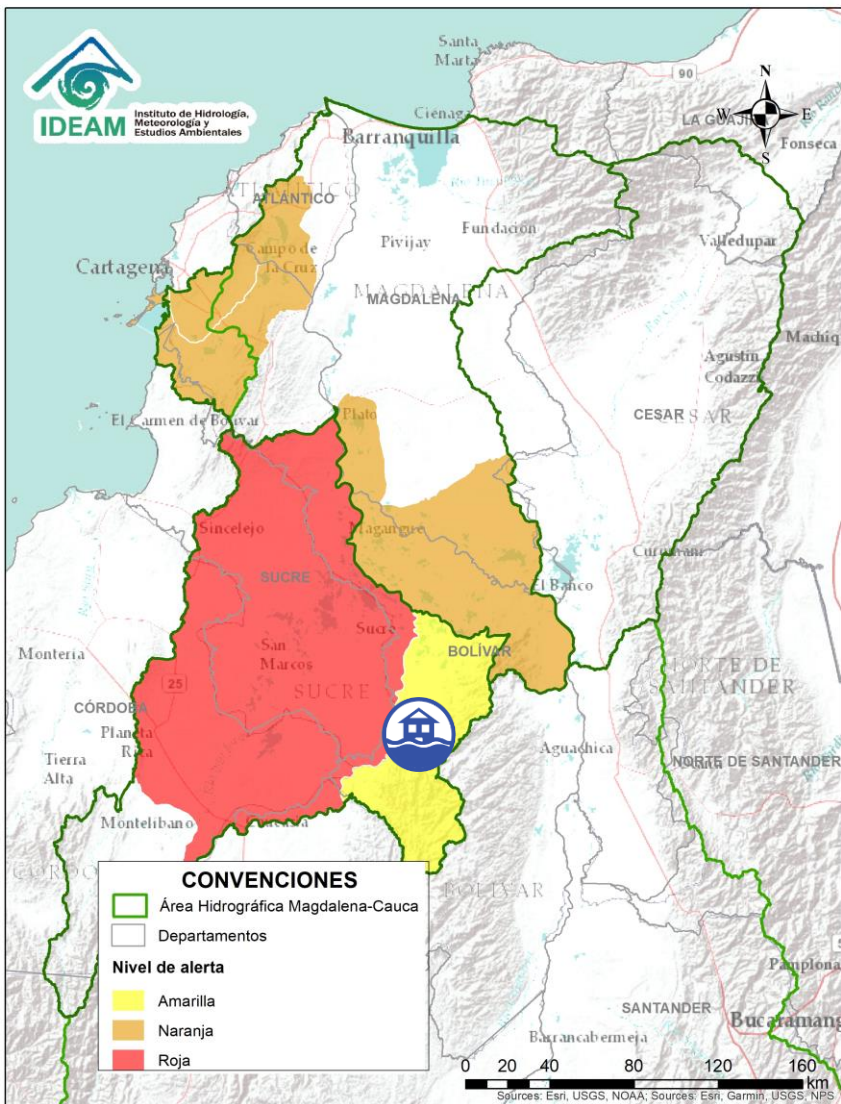 IDEAM
Instituto de Hidrología,
Meteorología y
Estudios Ambientales
Santa
Marta
90
N
W
E
S
Ciénaga
LA GUAJIRA
Fonseca
Barranquilla
ATLÁNTICO
ATLÁNTICO
Pivijay
Fundación
Valledupar
Cartagena
Campo de
la Cruz
MAGDALENA
MAGDALENA
Agustín
Codazzi
El Carmen de Bolívar
Plato
CESAR
CESAR
Sincelejo
Magangué
Curumaní
SUCRE
El Banco
Sucre
Montería
San
Marcos
BOLÍVAR
NORTE DE
SANTANDER
25
SUCRE
CÓRDOBA
Planeta
Rica
Tierra
Alta
Aguachica
NORTE DE SANTANDER
Montelíbano
BOLÍVAR
CONVENCIONES
Área Hidrográfica Magdalena-Cauca
Departamentos
Nivel de alerta
Amarilla
Naranja
Roja
Pamplona
SANTANDER
Bucaramang
Barrancabermeja
0 20 40 80 120 160
km
Sources: Esri, USGS, NOAA; Sources: Esri, Garmin, USGS, NPS